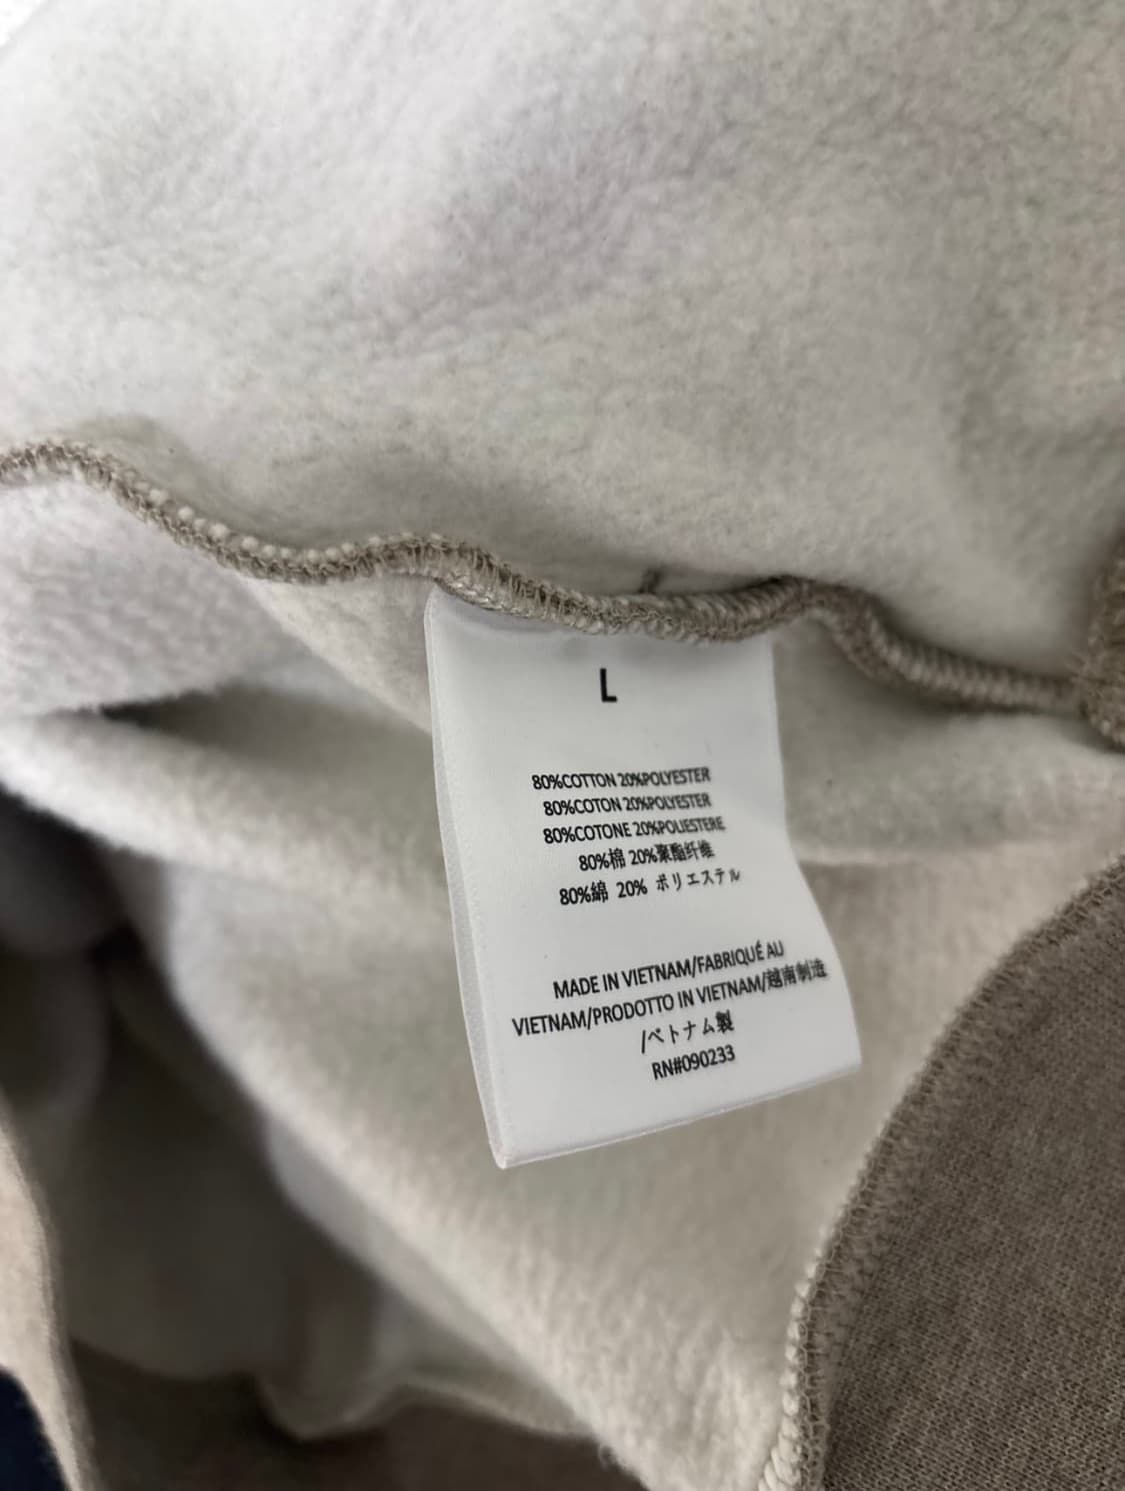 L
80%COTTON 20%POLYESTER
80%COTON 20%POLYESTER
80%COTONE 20%POLIESTERE
80%棉 20%聚酯纤维
80%綿 20% ポリエステル
MADE IN VIETNAM/FABRIQUÉ AU
VIETNAM/PRODOTTO IN VIETNAM/越南制造
/ベトナム製
RN#090233